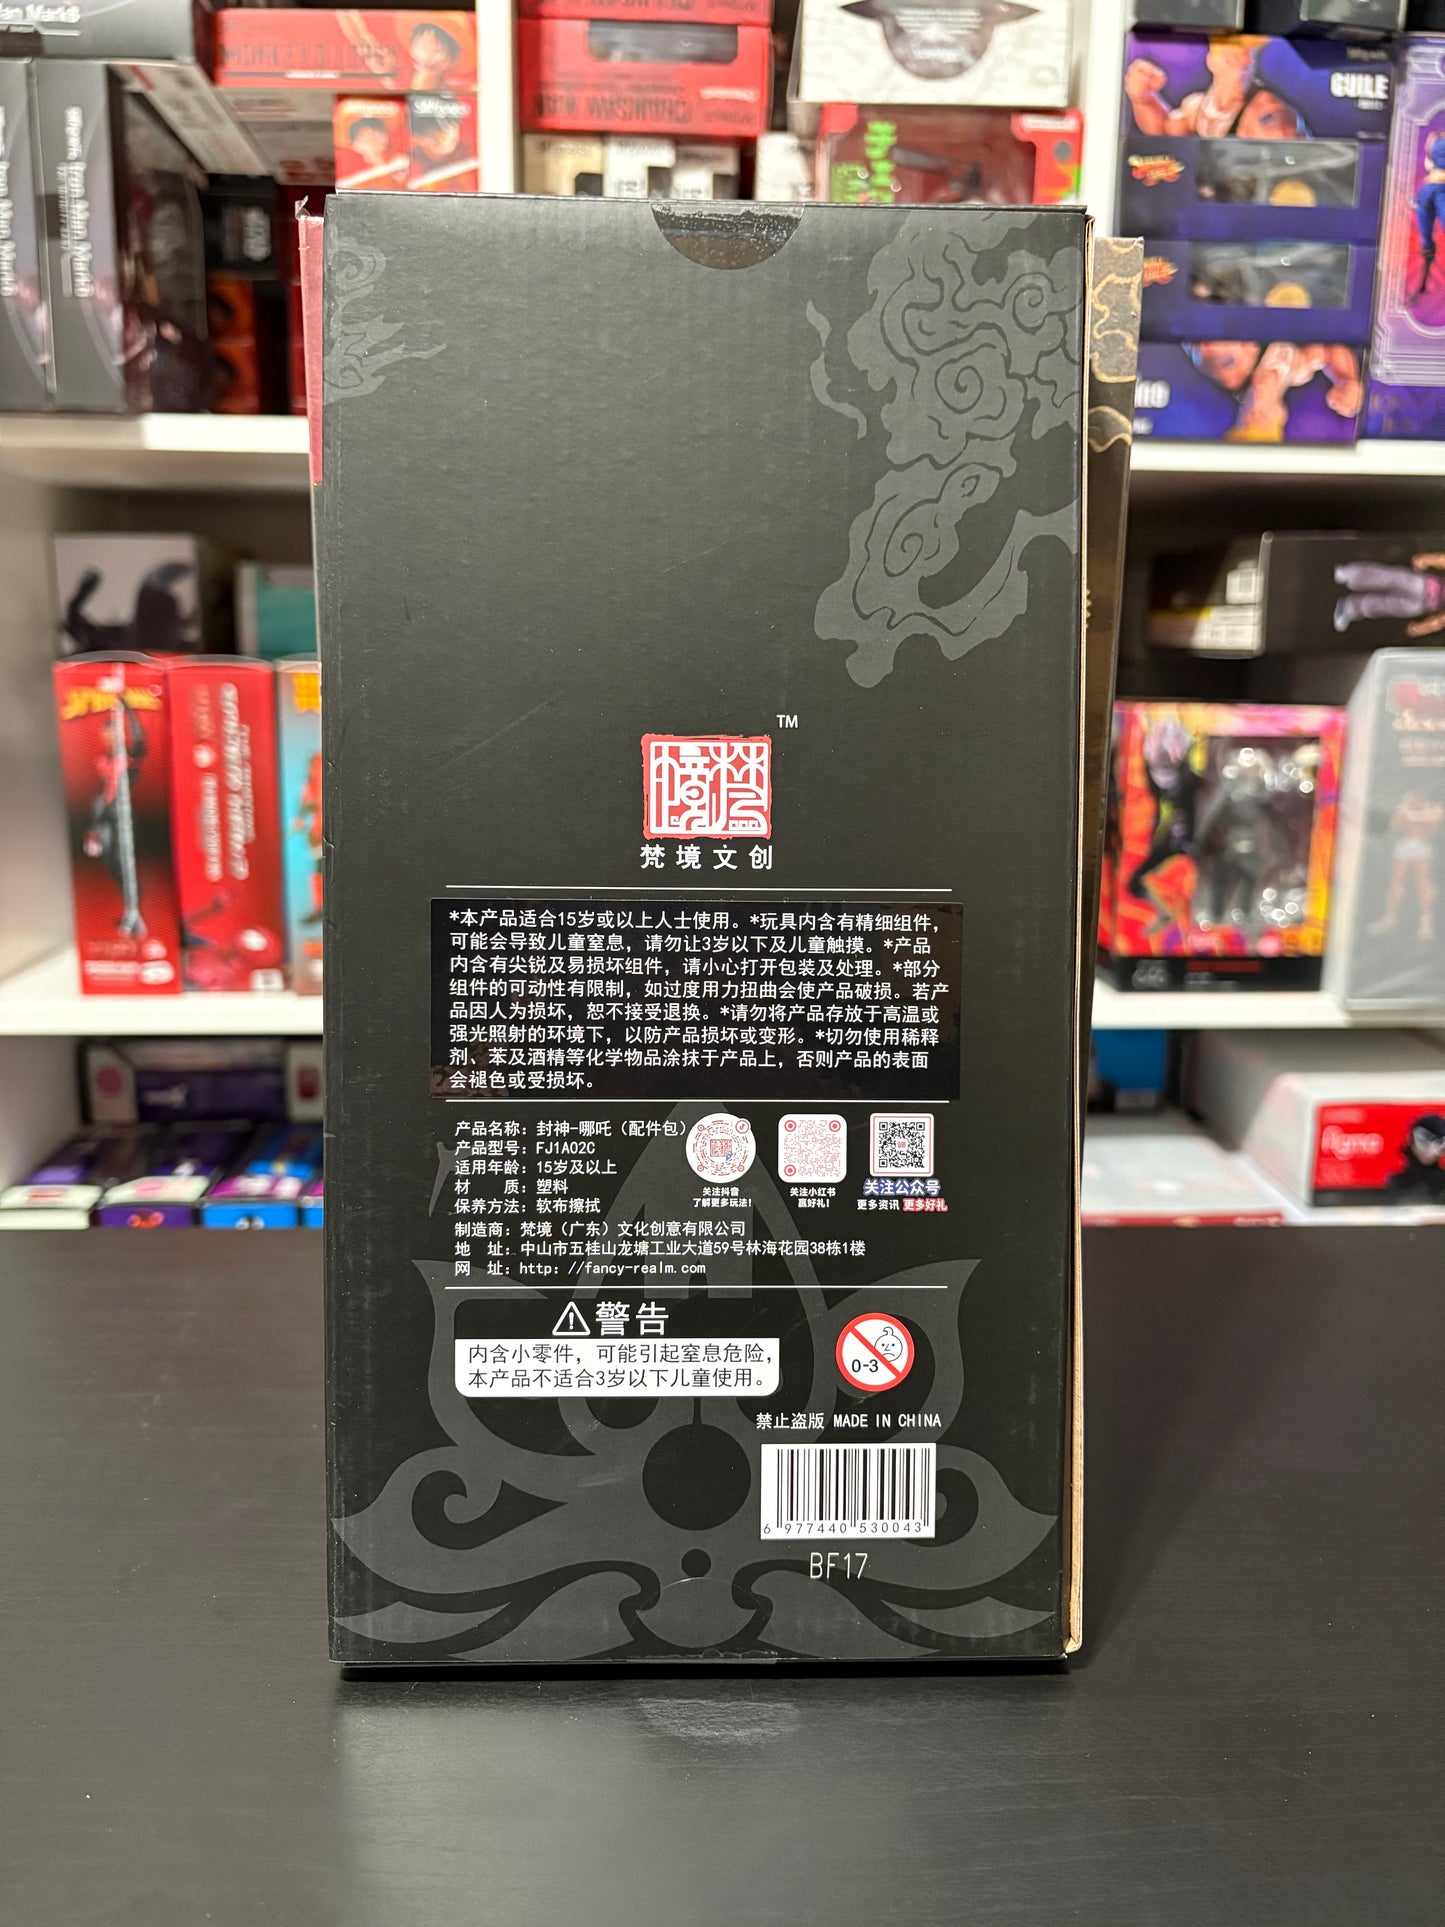 GUILE
TM
梵境
梵境文创
*本产品适合15岁或以上人士使用。*玩具内含有精细组件，
可能会导致儿童窒息，请勿让3岁以下及儿童触摸。*产品
内含有尖锐及易损坏组件，请小心打开包装及处理。*部分
组件的可动性有限制，如过度用力扭曲会使产品破损。若产
品因人为损坏，恕不接受退换。*请勿将产品存放于高温或
强光照射的环境下，以防产品损坏或变形。*切勿使用稀释
剂、苯及酒精等化学物品涂抹于产品上，否则产品的表面
会褪色或受损坏。
产品名称：封神-哪吒（配件包）
产品型号：FJ1A02C
适用年龄：15岁及以上
材 质：塑料
保养方法：软布擦拭
关注抖音
了解更多玩法！
关注小红书
赢好礼！
关注公众号
更多资讯 更多好礼
制造商：梵境（广东）文化创意有限公司
地 址：中山市五桂山龙塘工业大道59号林海花园38栋1楼
网 址：http: //fancy-realm.com
警告
内含小零件，可能引起窒息危险，
本产品不适合3岁以下儿童使用。
0-3
禁止盗版 MADE IN CHINA
6 977440 530043
BF17